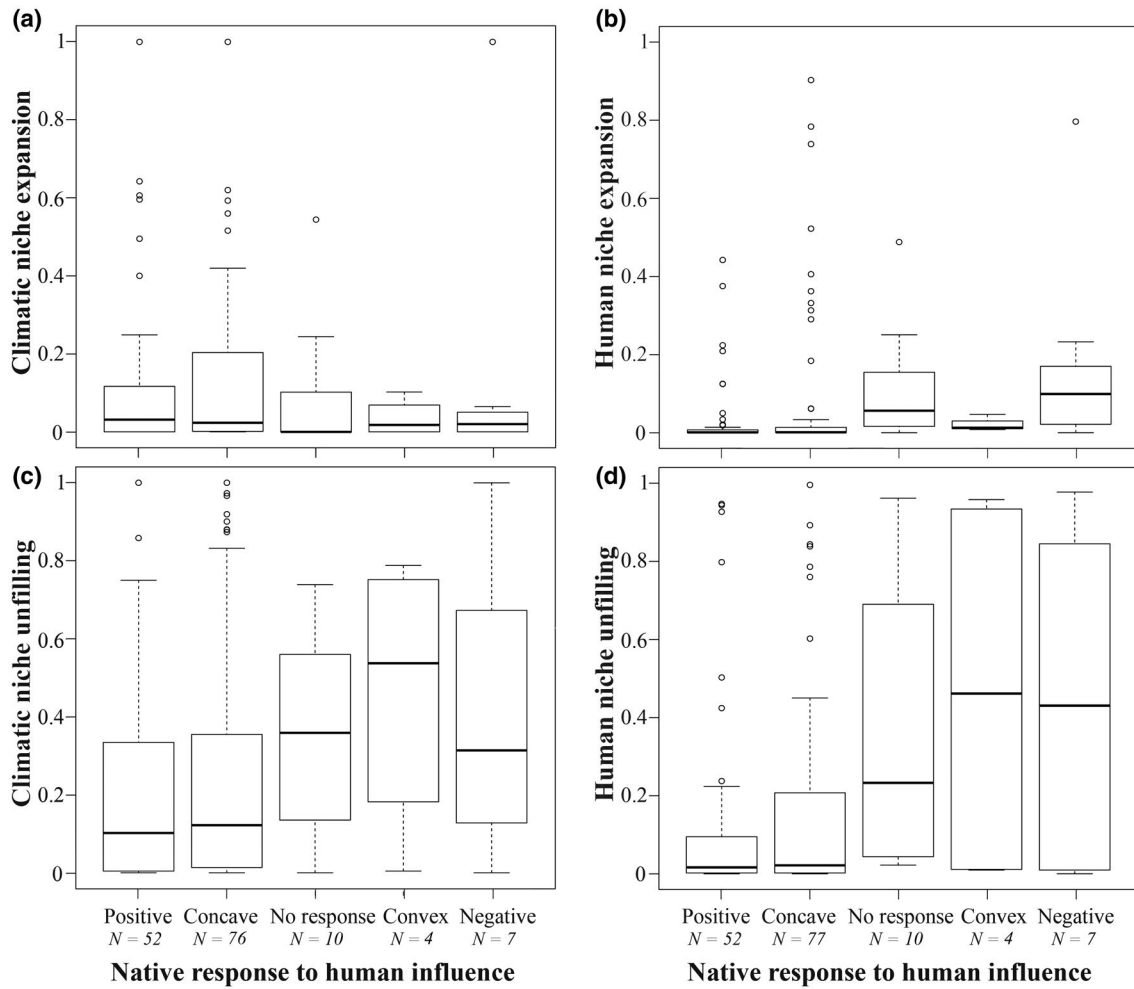 (a)
Climatic niche expansion
1
0.8
0.6
0.4
0.2
0
(b)
Human niche expansion
1
0.8
0.6
0.4
0.2
0
(c)
Climatic niche unfilling
1
0.8
0.6
0.4
0.2
0
Positive Concave No response Convex Negative
N = 52 N = 76 N = 10 N = 4 N = 7
Native response to human influence
(d)
Human niche unfilling
1
0.8
0.6
0.4
0.2
0
Positive Concave No response Convex Negative
N = 52 N = 77 N = 10 N = 4 N = 7
Native response to human influence